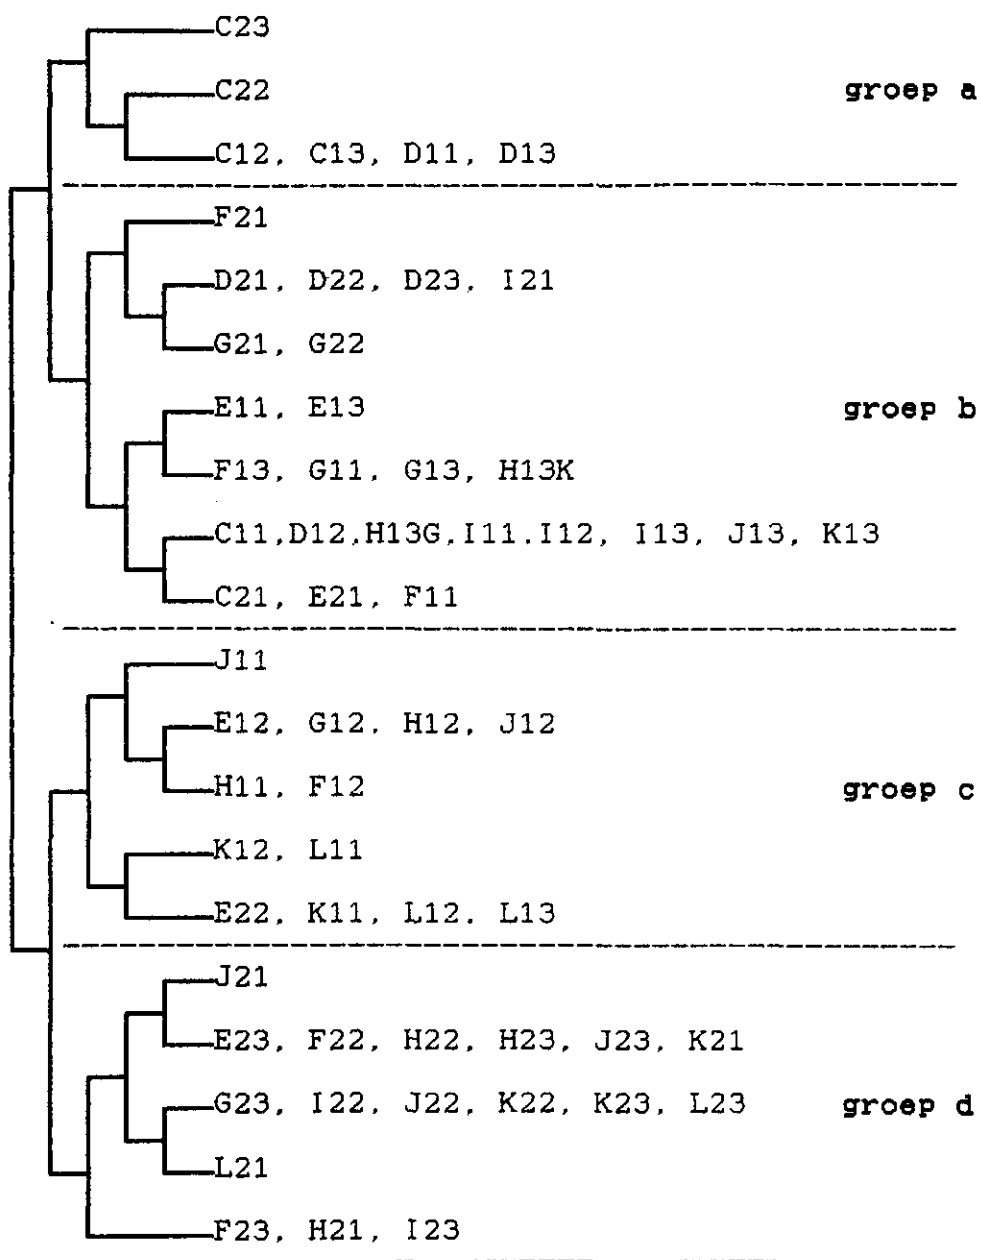 C23
C22 groep a
C12, C13, D11, D13
F21
D21, D22, D23, I21
G21, G22
E11, E13 groep b
F13, G11, G13, H13K
C11,D12,H13G,I11,I12, I13, J13, K13
C21, E21, F11
J11
E12, G12, H12, J12
H11, F12 groep c
K12, L11
E22, K11, L12, L13
J21
E23, F22, H22, H23, J23, K21
G23, I22, J22, K22, K23, L23 groep d
L21
F23, H21, I23